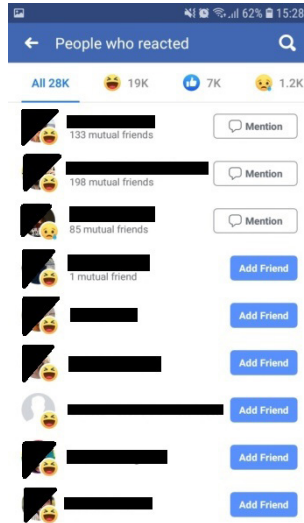 62% 15:28
People who reacted
All 28K 19K 7K 1.2K
133 mutual friends
Mention
198 mutual friends
Mention
85 mutual friends
Mention
1 mutual friend
Add Friend
Add Friend
Add Friend
Add Friend
Add Friend
Add Friend